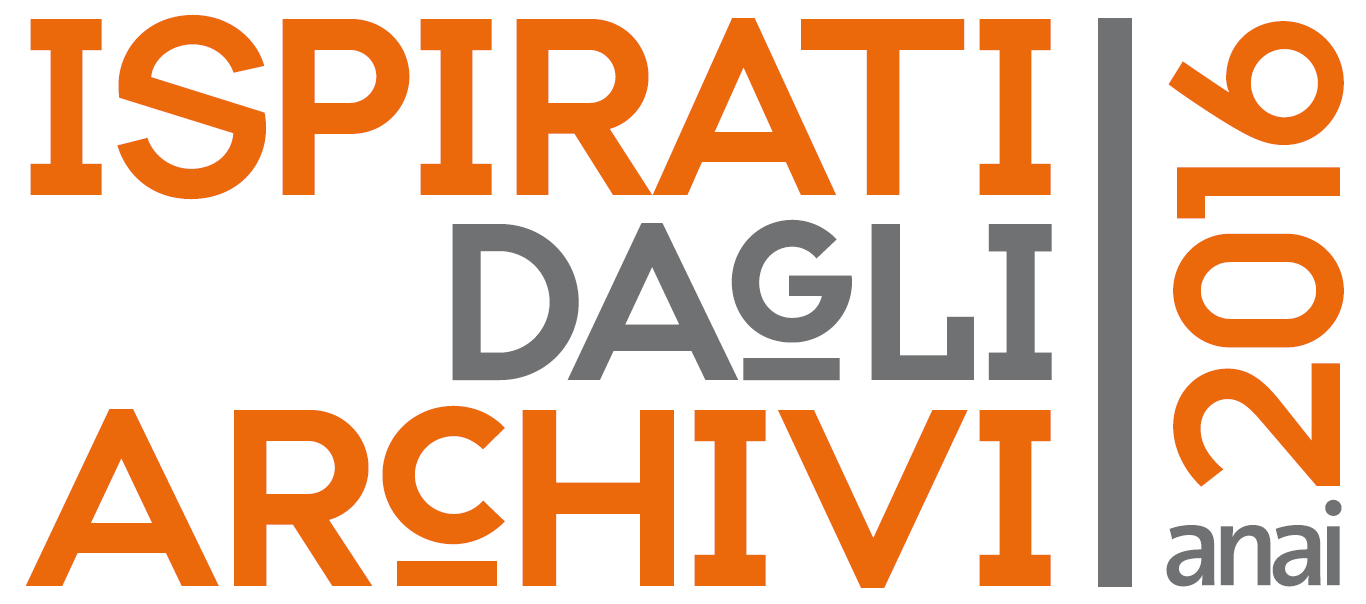 ISPIRATI
DAGLI
ARCHIVI
2016
anai